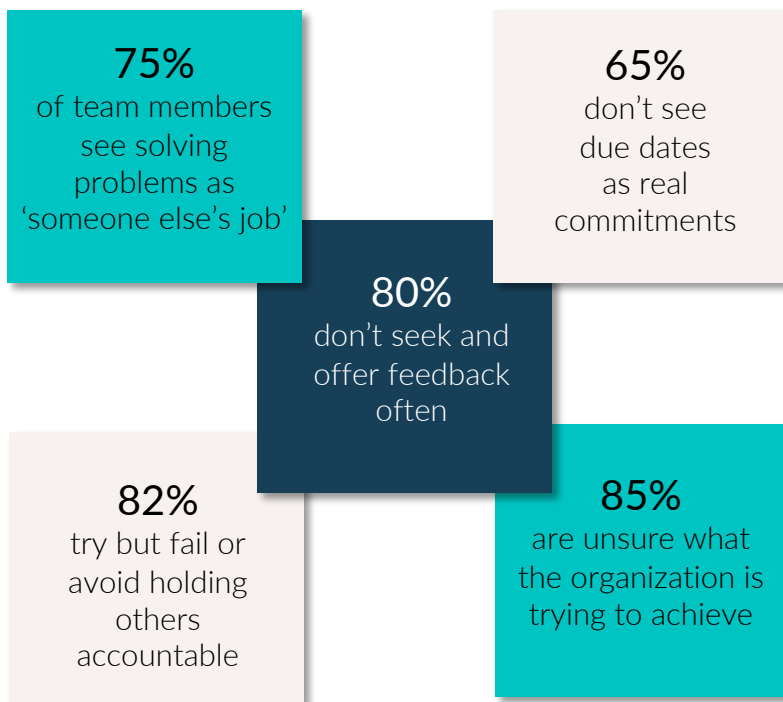 75%
of team members
see solving
problems as
‘someone else’s job’
65%
don’t see
due dates
as real
commitments
80%
don’t seek and
offer feedback
often
82%
try but fail or
avoid holding
others
accountable
85%
are unsure what
the organization is
trying to achieve